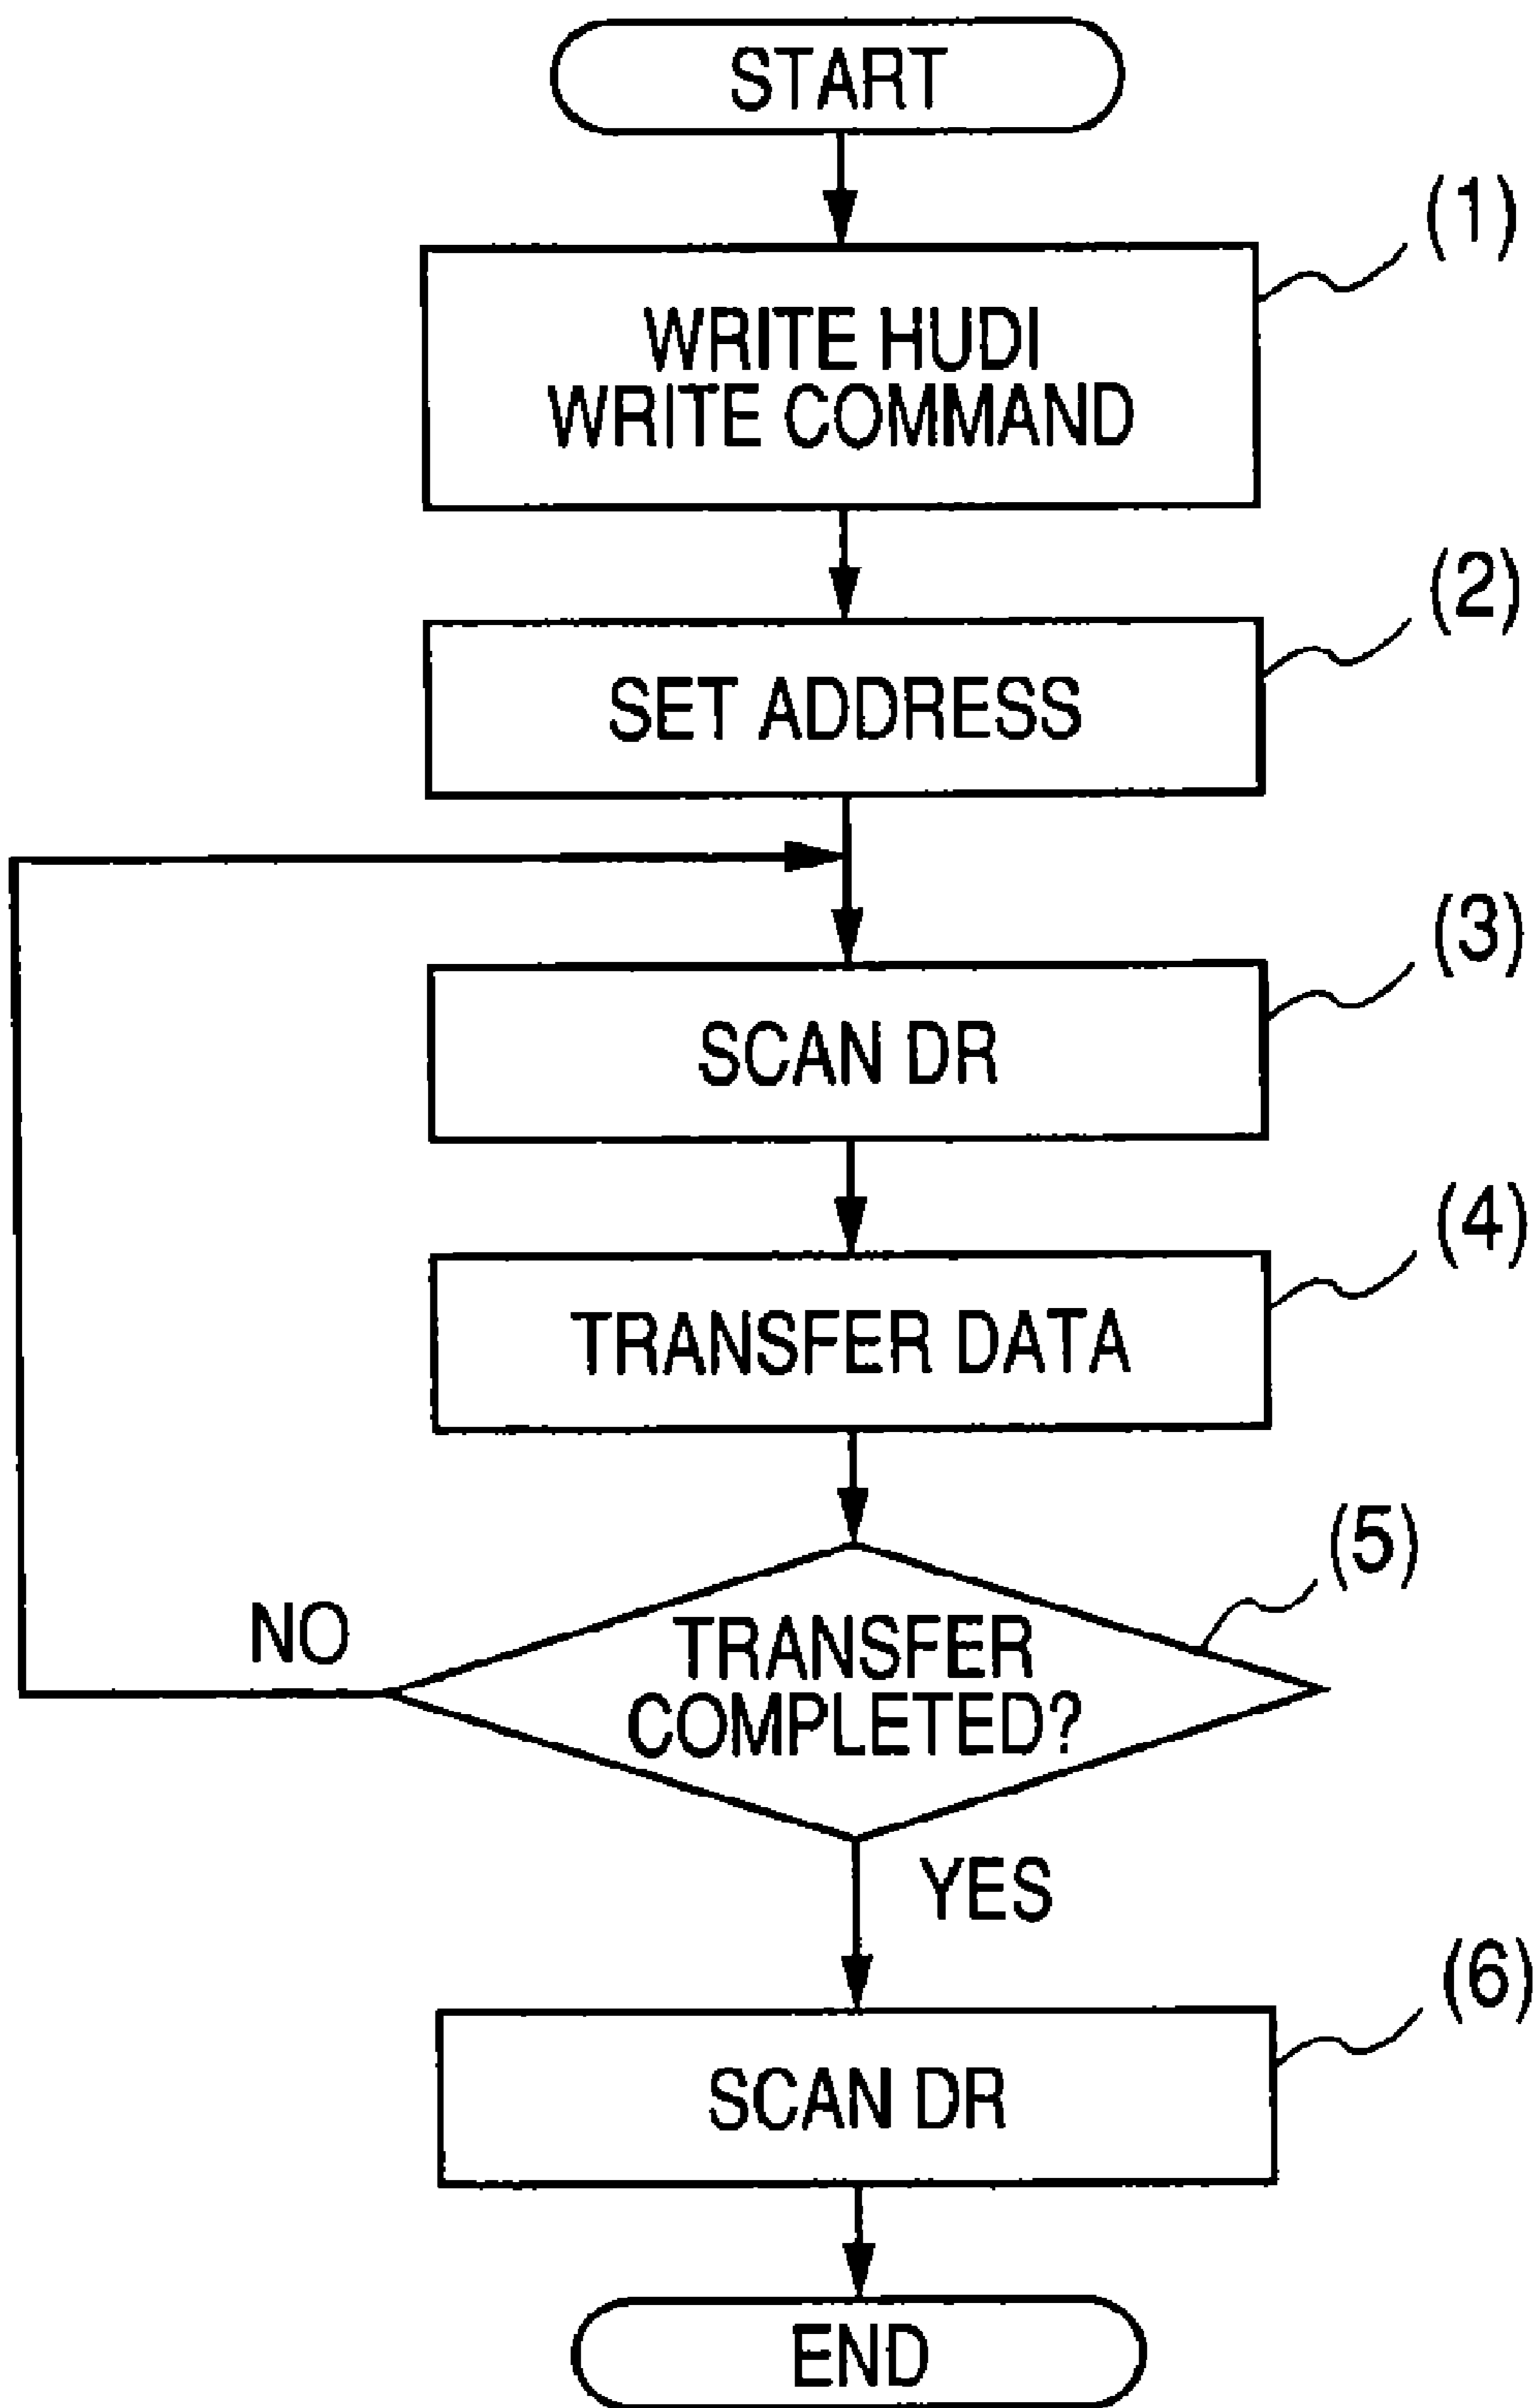 START
(1)
WRITE HUDI
WRITE COMMAND
(2)
SET ADDRESS
(3)
SCAN DR
(4)
TRANSFER DATA
(5)
NO
TRANSFER
COMPLETED?
YES
(6)
SCAN DR
END